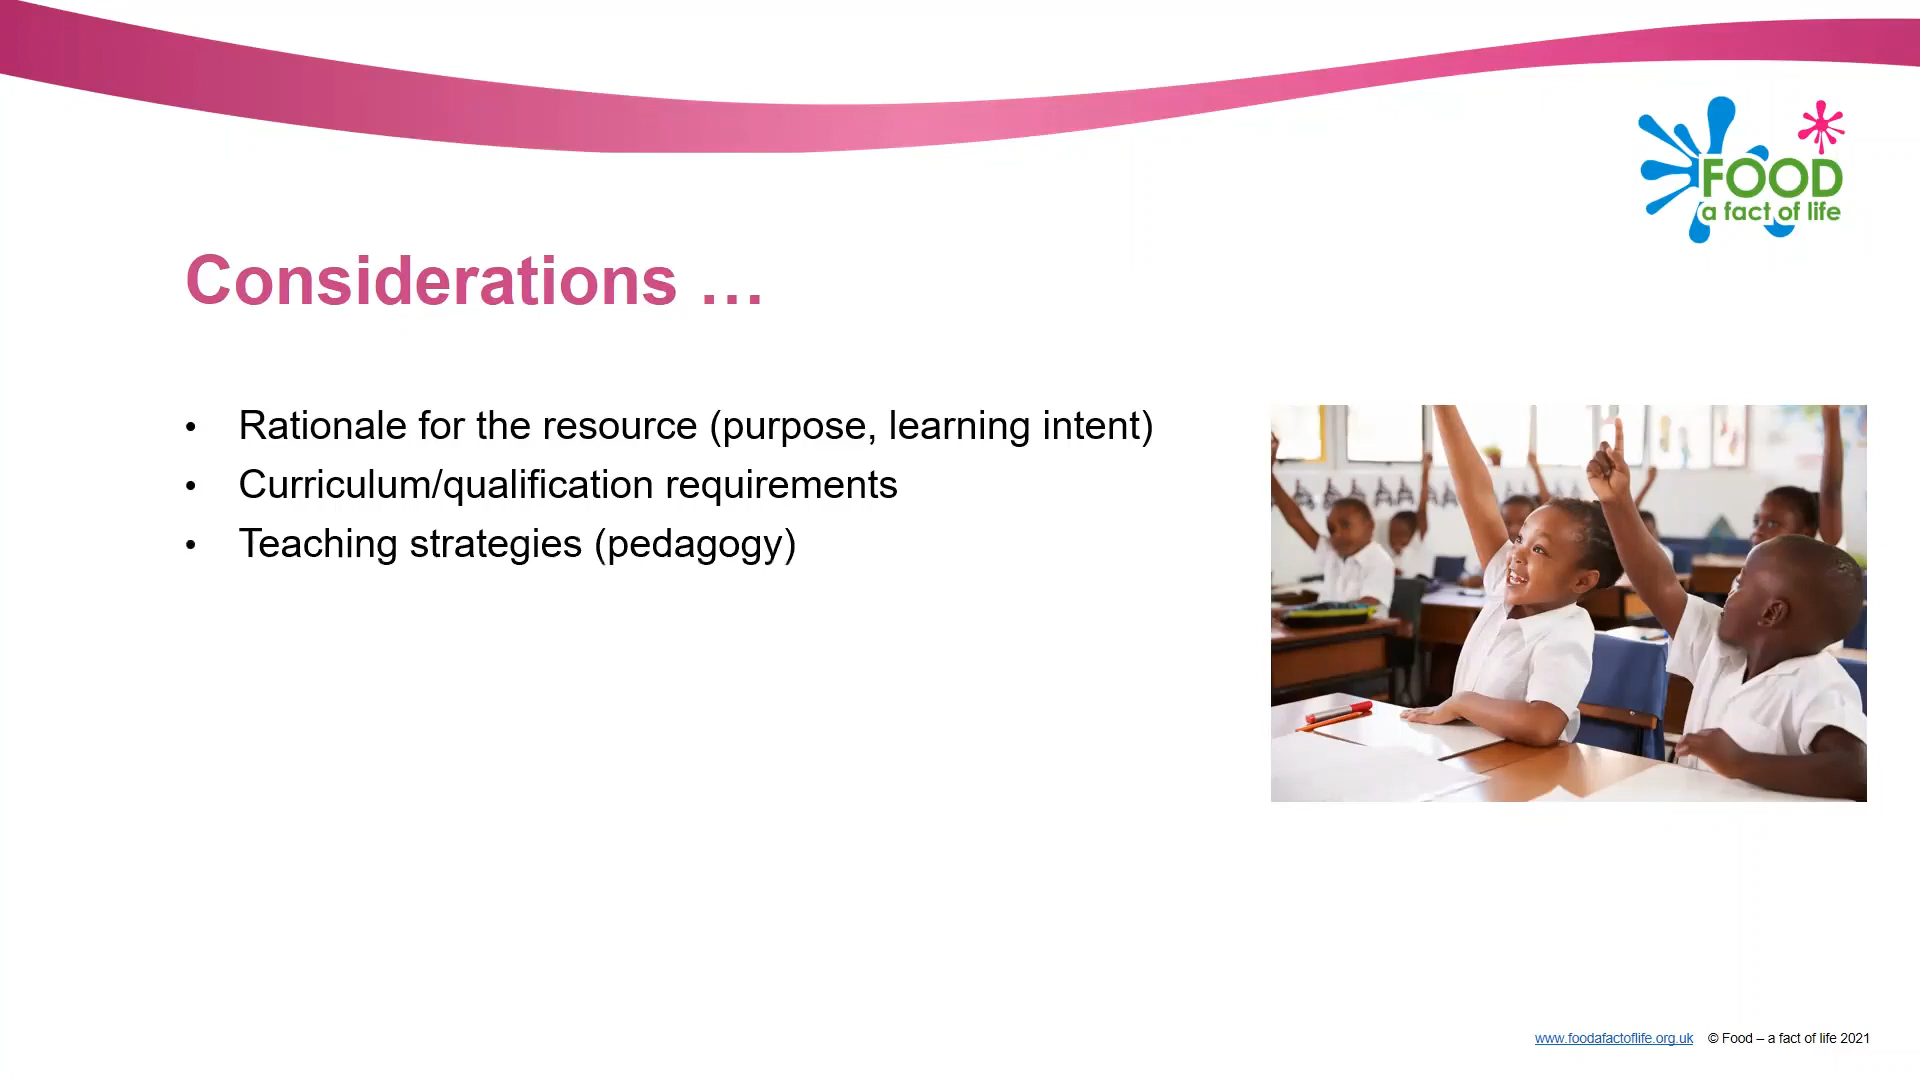 FOOD
a fact of life
Considerations …
• Rationale for the resource (purpose, learning intent)
• Curriculum/qualification requirements
• Teaching strategies (pedagogy)
www.foodafactoflife.org.uk © Food – a fact of life 2021